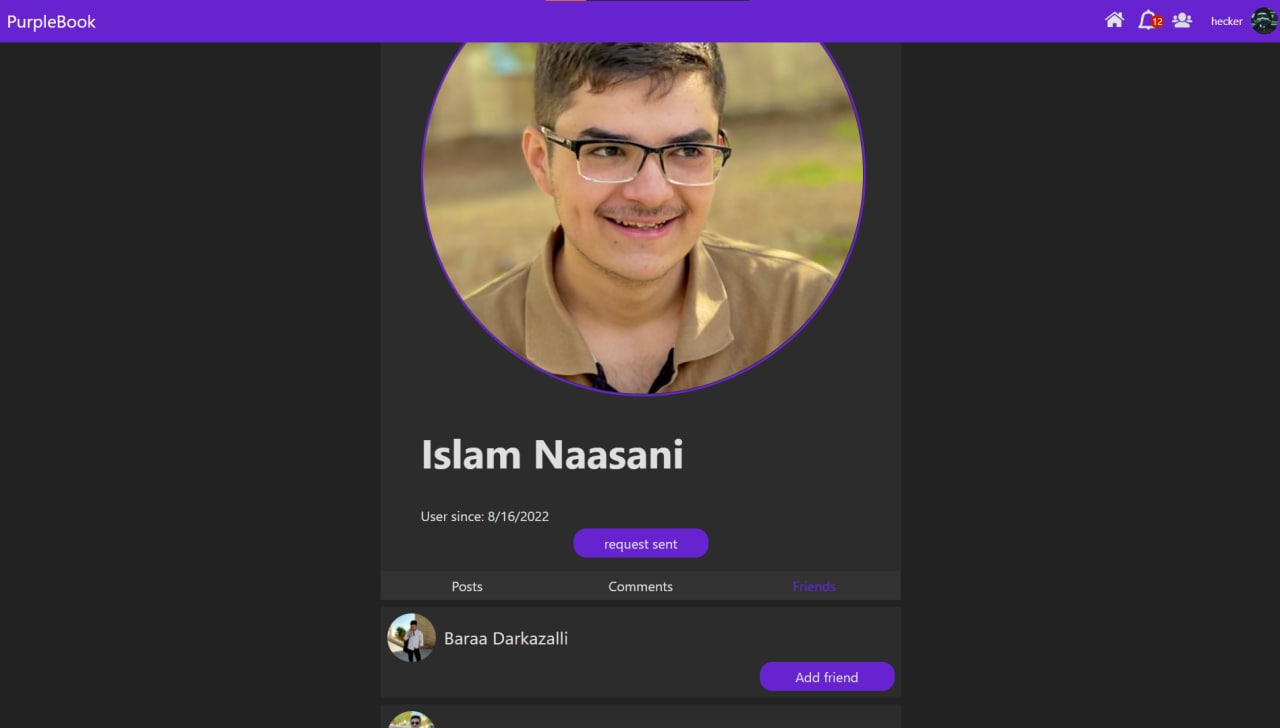 PurpleBook
12
hecker
Islam Naasani
User since: 8/16/2022
request sent
Posts Comments Friends
Baraa Darkazalli
Add friend